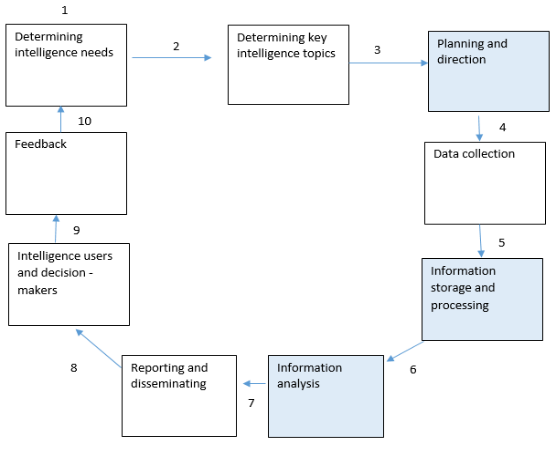 1
Determining
intelligence needs
2
Determining key
intelligence topics
3
Planning and
direction
4
Data collection
5
Information
storage and
processing
6
Information
analysis
7
Reporting and
disseminating
8
Intelligence users
and decision -
makers
9
Feedback
10